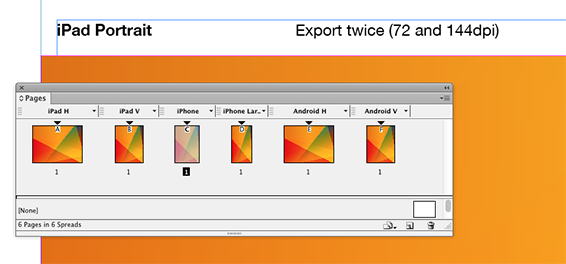 iPad Portrait Export twice (72 and 144dpi)
Pages
iPad H iPad V iPhone iPhone Lar.. Android H Android V
A B C D E F
1 1 1 1 1 1
[None]
6 Pages in 6 Spreads